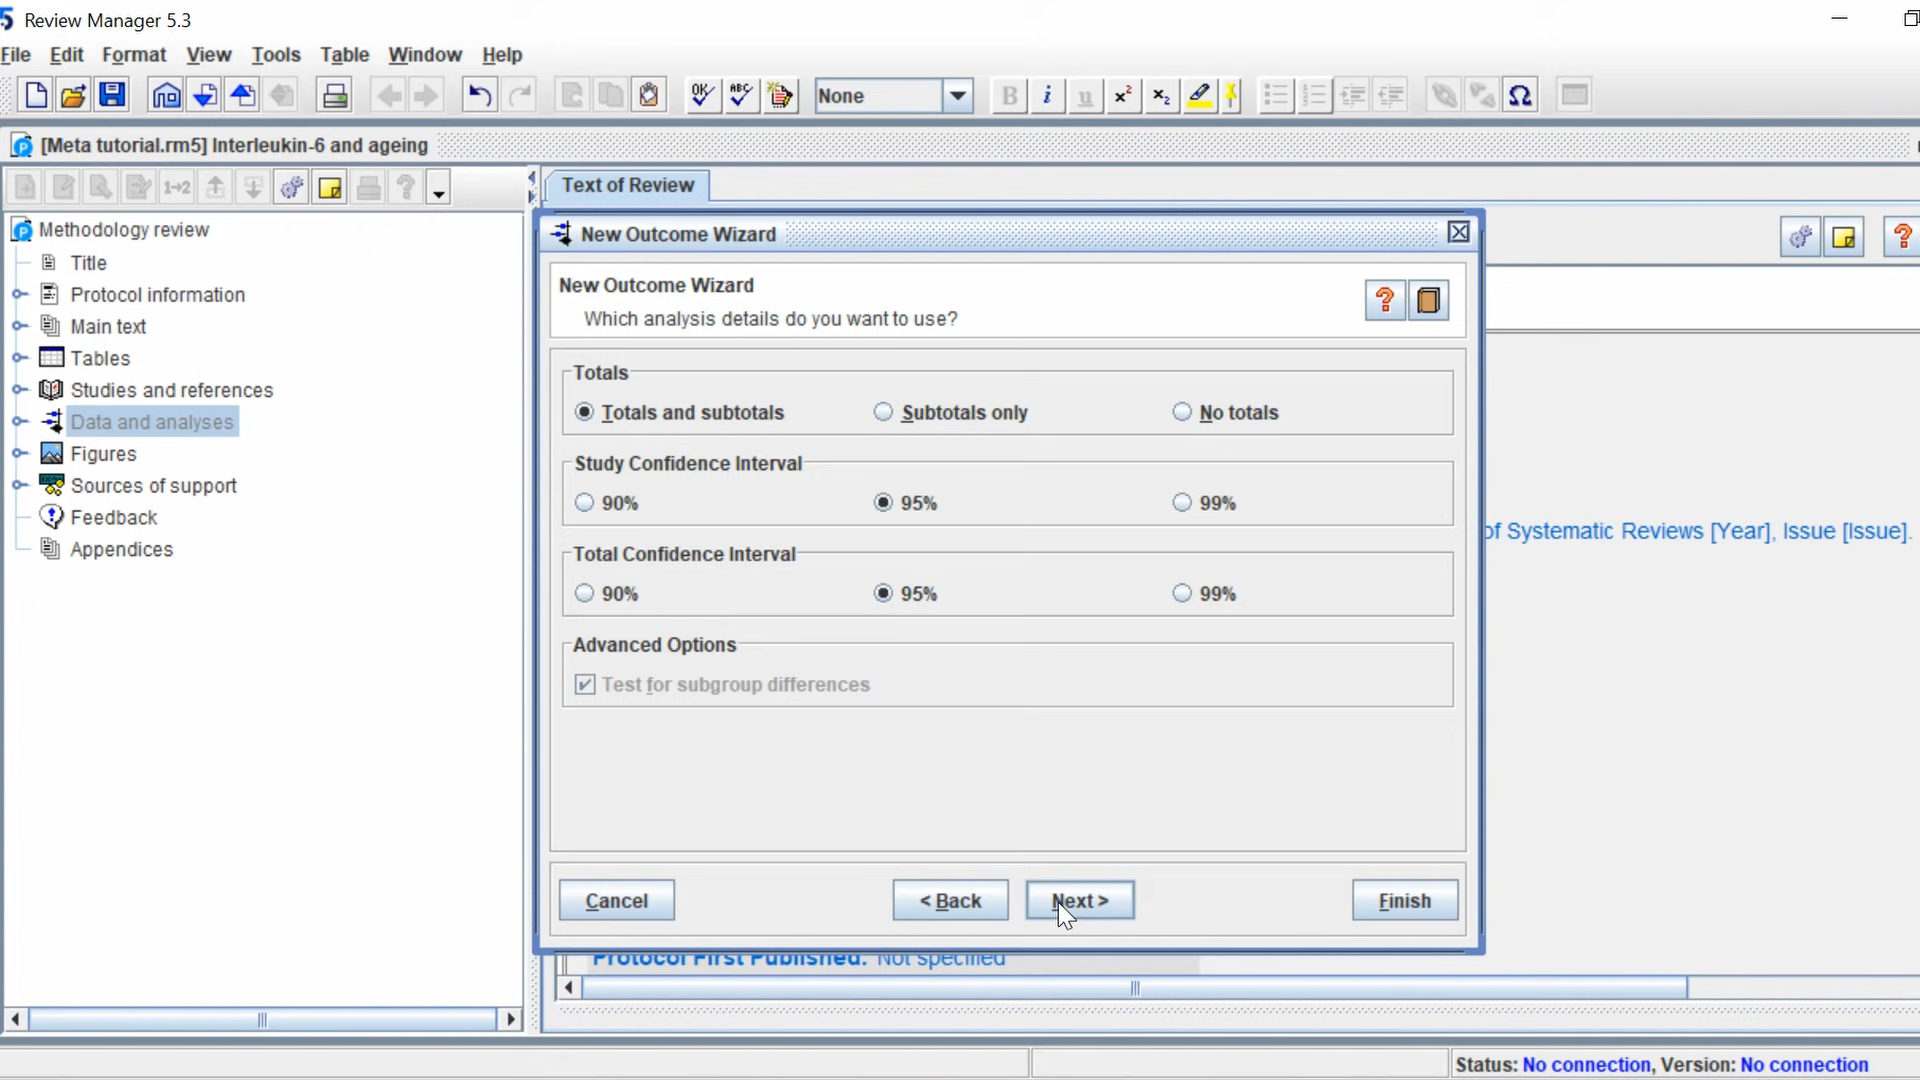 Review Manager 5.3
File Edit Format View Tools Table Window Help
None
[Meta tutorial.rm5] Interleukin-6 and ageing
Text of Review
Methodology review
Title
Protocol information
Main text
Tables
Studies and references
Data and analyses
Figures
Sources of support
Feedback
Appendices
New Outcome Wizard
New Outcome Wizard
Which analysis details do you want to use?
Totals
Totals and subtotals Subtotals only No totals
Study Confidence Interval
90% 95% 99%
Total Confidence Interval
90% 95% 99%
Advanced Options
Test for subgroup differences
Cancel < Back Next > Finish
of Systematic Reviews [Year], Issue [Issue].
Protocol First Published: Not specified
Status: No connection, Version: No connection